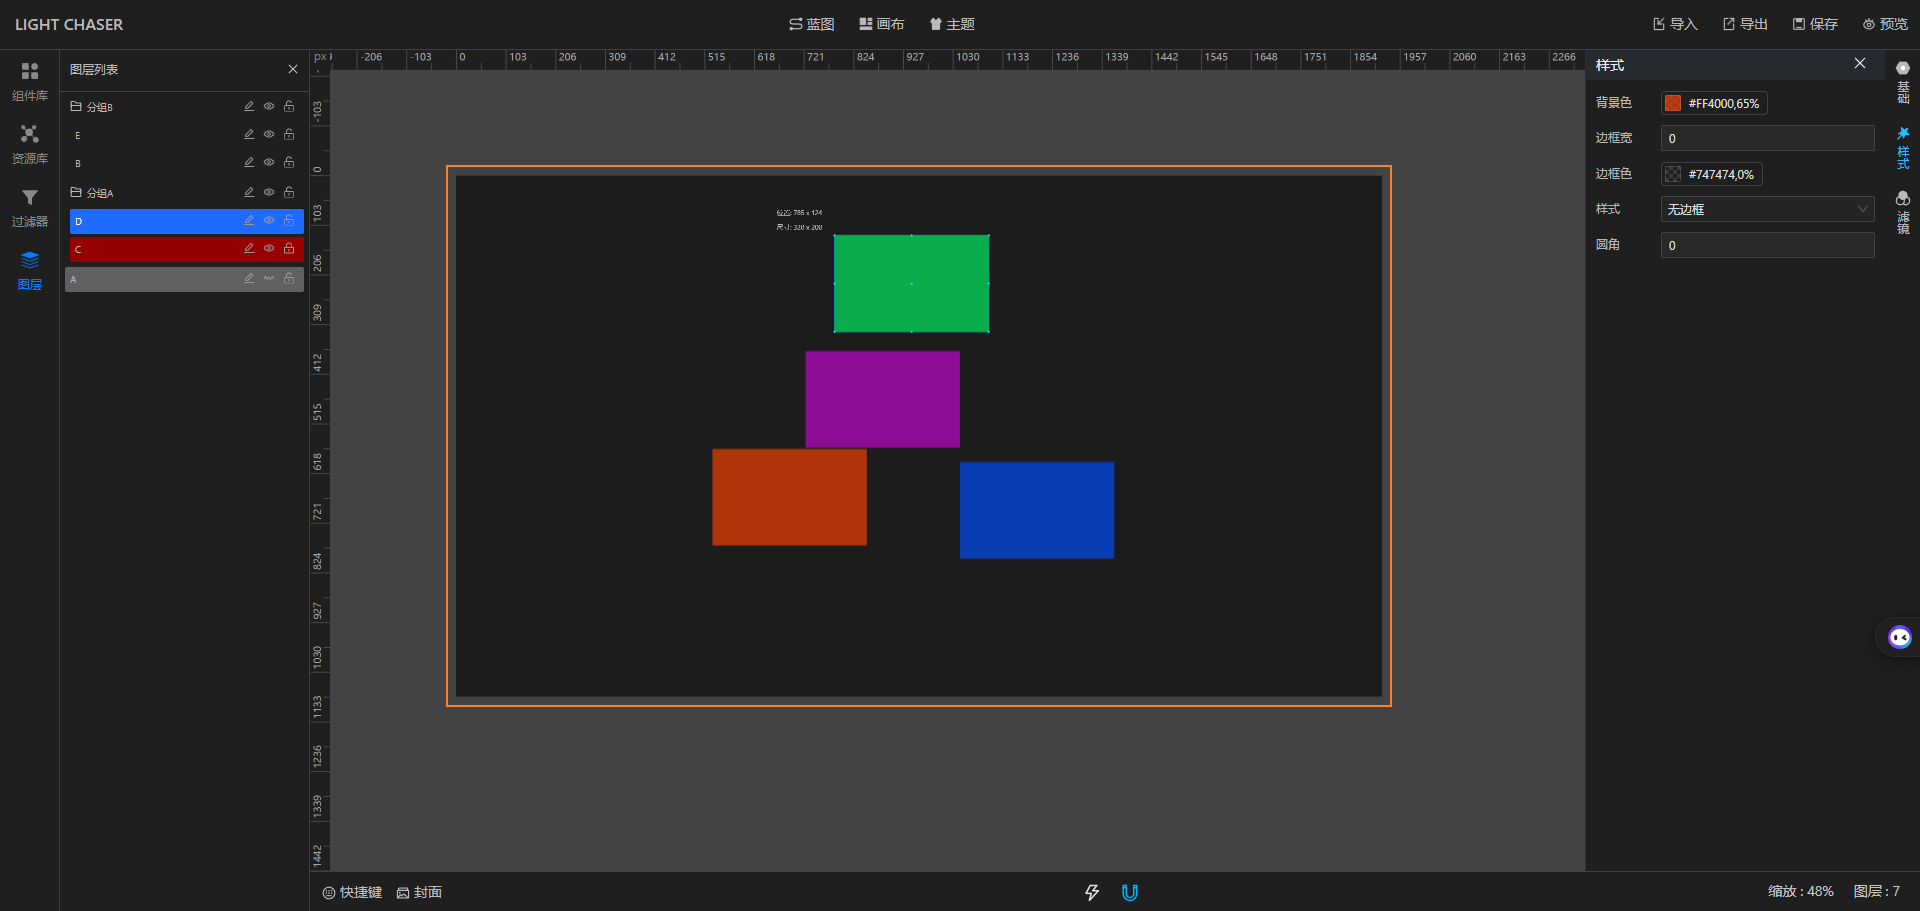 LIGHT CHASER
蓝图
画布
主题
导入
导出
保存
预览
组件库
资源库
过滤器
图层
图层列表
分组B
E
B
分组A
D
C
A
px
-206 -103 0 103 206 309 412 515 618 721 824 927 1030 1133 1236 1339 1442 1545 1648 1751 1854 1957 2060 2163 2266
-103
0
103
206
309
412
515
618
721
824
927
1030
1133
1236
1339
1442
位置: 785 x 124
尺寸: 320 x 200
样式
背景色 #FF4000,65%
边框宽 0
边框色 #747474,0%
样式 无边框
圆角 0
基础
样式
滤镜
快捷键
封面
缩放 : 48%
图层 : 7